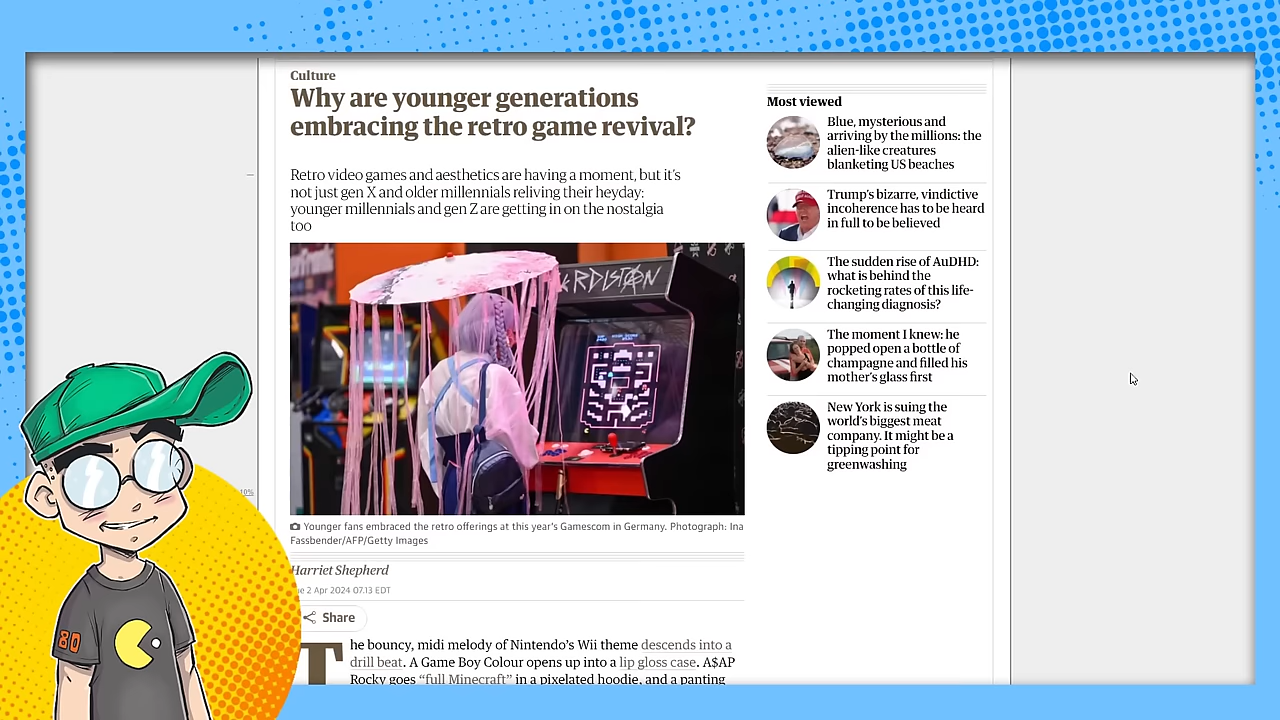 Culture
Why are younger generations
embracing the retro game revival?
Retro video games and aesthetics are having a moment, but it's
not just gen X and older millennials reliving their heyday:
younger millennials and gen Z are getting in on the nostalgia
too
RDISTAN
Younger fans embraced the retro offerings at this year's Gamescom in Germany. Photograph: Ina
Fassbender/AFP/Getty Images
Harriet Shepherd
2 Apr 2024 07.13 EDT
Share
The bouncy, midi melody of Nintendo's Wii theme descends into a
drill beat. A Game Boy Colour opens up into a lip gloss case. A$AP
Rocky goes “full Minecraft” in a pixelated hoodie, and a panting
Most viewed
Blue, mysterious and
arriving by the millions: the
alien-like creatures
blanketing US beaches
Trump's bizarre, vindictive
incoherence has to be heard
in full to be believed
The sudden rise of AuDHD:
what is behind the
rocketing rates of this life-
changing diagnosis?
The moment I knew: he
popped open a bottle of
champagne and filled his
mother's glass first
New York is suing the
world's biggest meat
company. It might be a
tipping point for
greenwashing
10%
80